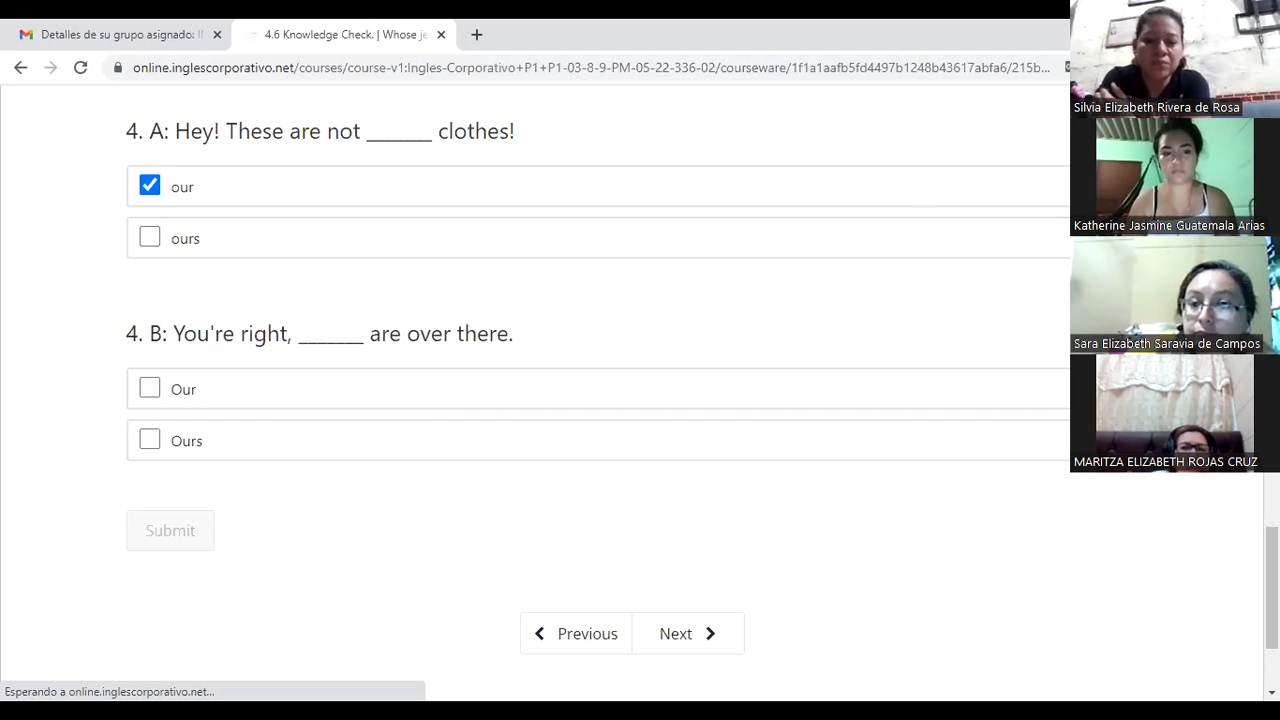 Detalles de su grupo asignado: II
4.6 Knowledge Check. | Whose je
online.inglescorporativo.net/courses/course-v1:Ingles-Corporativo+P1+P1-03-8-9-PM-05-22-336-02/courseware/1f1a1aafb5fd4497b1248b43617abfa6/215b...
4. A: Hey! These are not _______ clothes!
our
ours
4. B: You're right, _______ are over there.
Our
Ours
Submit
Previous
Next
Esperando a online.inglescorporativo.net...
Silvia Elizabeth Rivera de Rosa
Katherine Jasmine Guatemala Arias
Sara Elizabeth Saravia de Campos
MARITZA ELIZABETH ROJAS CRUZ